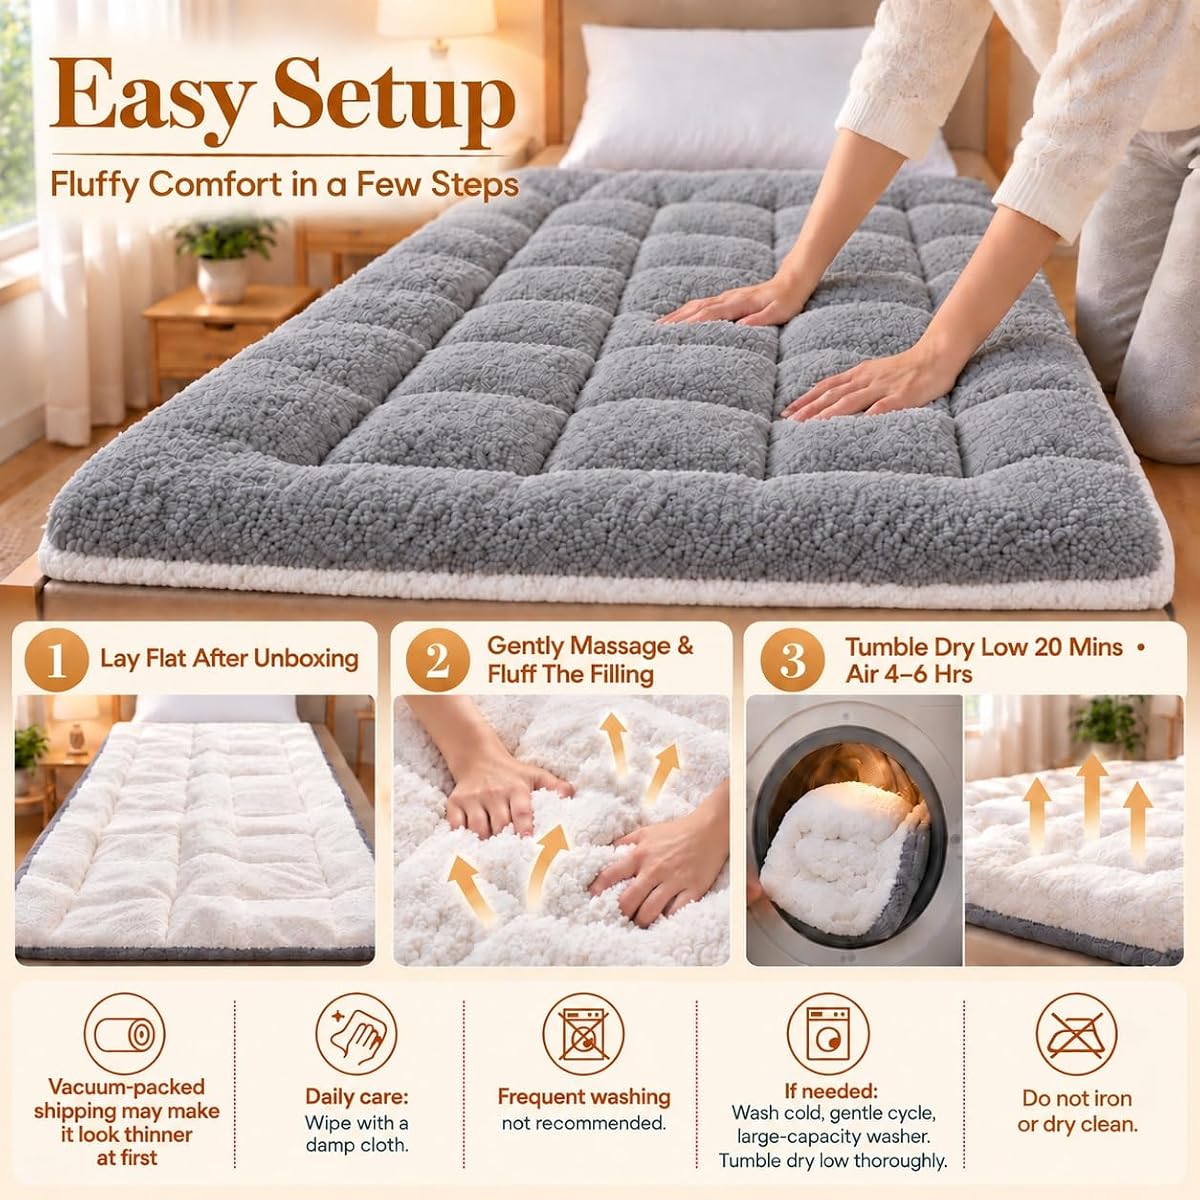 Easy Setup
Fluffy Comfort in a Few Steps
1 Lay Flat After Unboxing
2 Gently Massage &
Fluff The Filling
3 Tumble Dry Low 20 Mins •
Air 4–6 Hrs
Vacuum-packed
shipping may make
it look thinner
at first
Daily care:
Wipe with a
damp cloth.
Frequent washing
not recommended.
If needed:
Wash cold, gentle cycle,
large-capacity washer.
Tumble dry low thoroughly.
Do not iron
or dry clean.